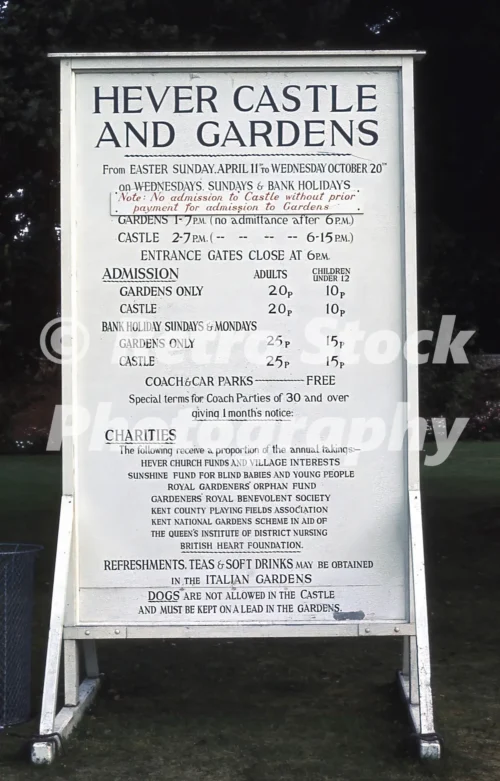 HEVER CASTLE
AND GARDENS
From EASTER SUNDAY, APRIL 11TH TO WEDNESDAY OCTOBER 20TH
on WEDNESDAYS, SUNDAYS & BANK HOLIDAYS
Note: No admission to Castle without prior
payment for admission to Gardens
GARDENS 1-7P.M. (no admittance after 6P.M.)
CASTLE 2-7P.M. ( -- -- -- -- 6-15P.M.)
ENTRANCE GATES CLOSE AT 6P.M.
ADMISSION ADULTS CHILDREN UNDER 12
GARDENS ONLY 20p 10p
CASTLE 20p 10p
BANK HOLIDAY SUNDAYS & MONDAYS
GARDENS ONLY 25p 15p
CASTLE 25p 15p
COACH & CAR PARKS ———— FREE
Special terms for Coach Parties of 30 and over
giving 1 month's notice:
CHARITIES
The following receive a proportion of the annual takings:-
HEVER CHURCH FUNDS AND VILLAGE INTERESTS
SUNSHINE FUND FOR BLIND BABIES AND YOUNG PEOPLE
ROYAL GARDENERS' ORPHAN FUND
GARDENERS' ROYAL BENEVOLENT SOCIETY
KENT COUNTY PLAYING FIELDS ASSOCIATION
KENT NATIONAL GARDENS SCHEME IN AID OF
THE QUEEN'S INSTITUTE OF DISTRICT NURSING
BRITISH HEART FOUNDATION.
REFRESHMENTS, TEAS & SOFT DRINKS MAY BE OBTAINED
IN THE ITALIAN GARDENS
DOGS ARE NOT ALLOWED IN THE CASTLE
AND MUST BE KEPT ON A LEAD IN THE GARDENS.
© Retro Stock
Photography